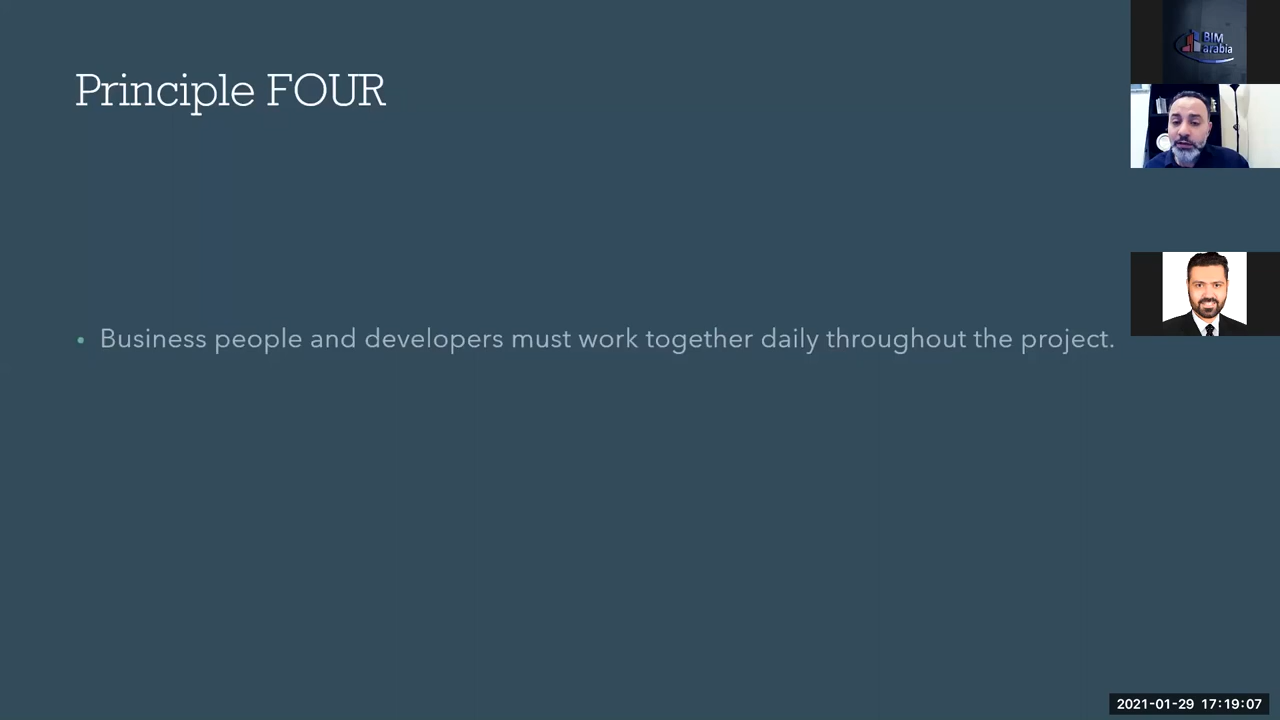 Principle FOUR
BIM
arabia
• Business people and developers must work together daily throughout the project.
2021-01-29 17:19:07